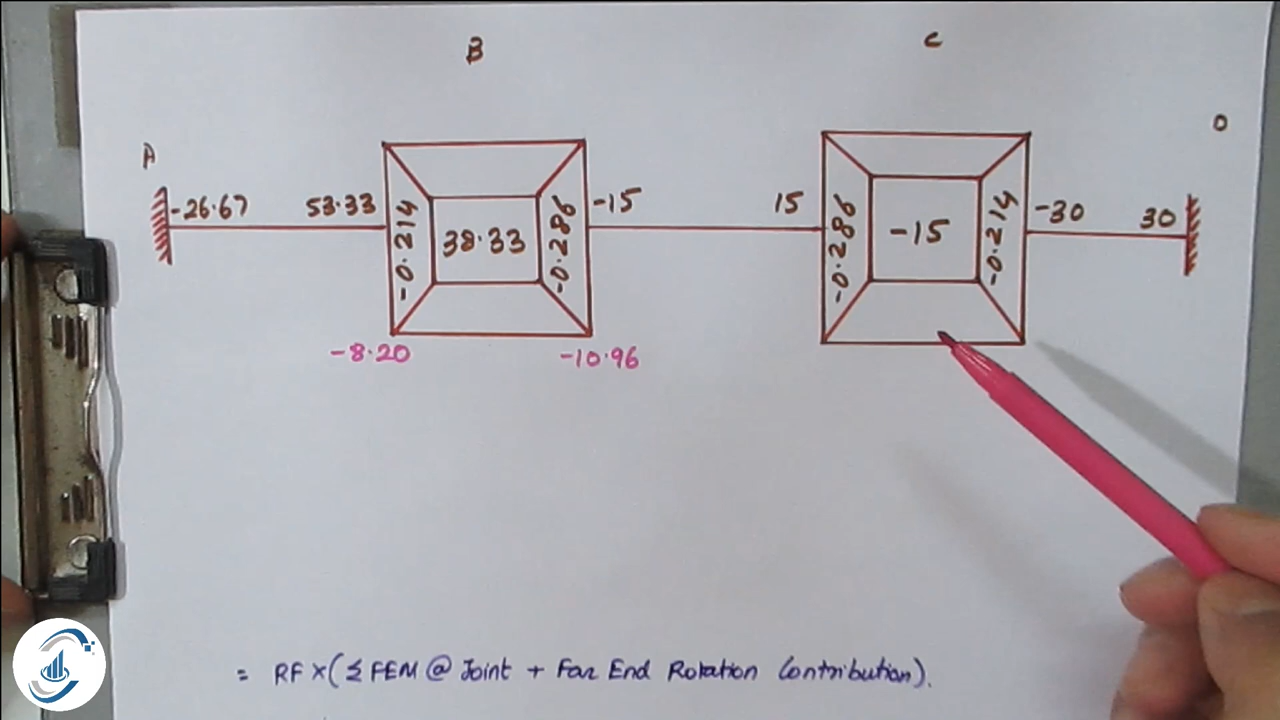 B C
A D
-26.67 53.33 -0.214 38.33 -0.286 -15 15 -0.286 -15 -0.214 -30 30
-8.20 -10.96
= RF × (Σ FEM @ Joint + Far End Rotation Contribution).